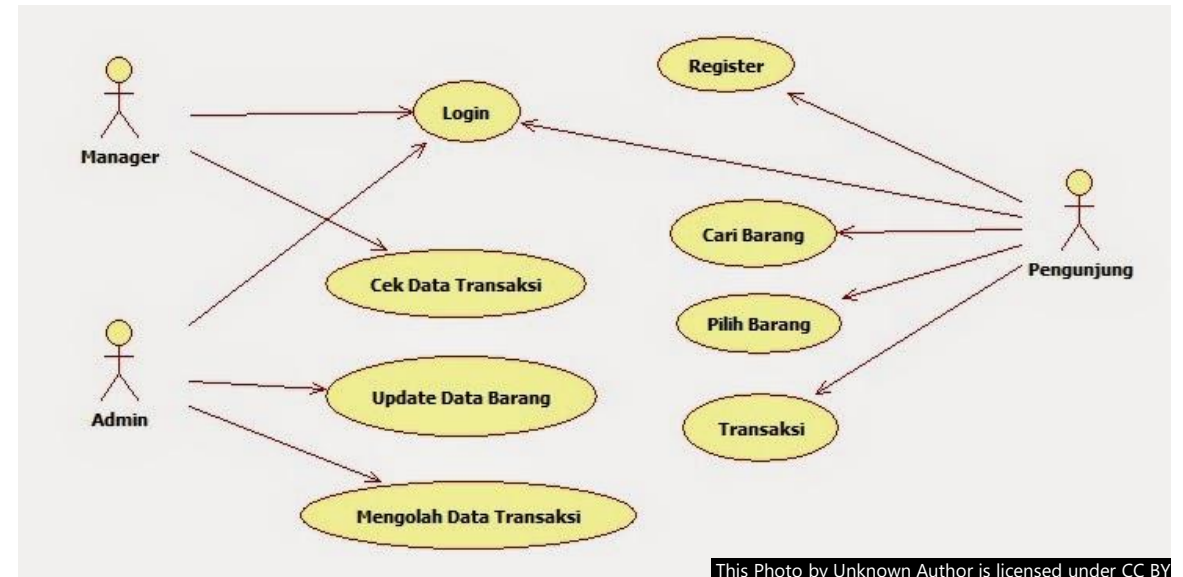 Register
Login
Manager
Cari Barang
Pengunjung
Cek Data Transaksi
Pilih Barang
Update Data Barang
Admin
Transaksi
Mengolah Data Transaksi
This Photo by Unknown Author is licensed under CC BY